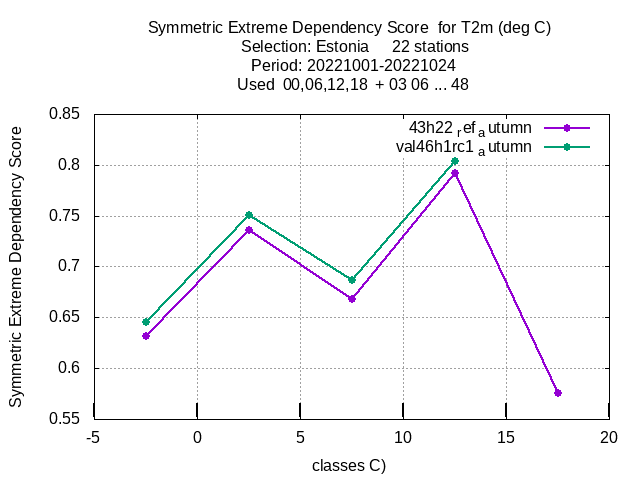 Symmetric Extreme Dependency Score  for T2m (deg C)
Selection: Estonia     22 stations
Period: 20221001-20221024
Used  00,06,12,18  + 03 06 ... 48
Symmetric Extreme Dependency Score
0.85
0.8
0.75
0.7
0.65
0.6
0.55
43h22 ref autumn
val46h1rc1 autumn
-5
0
5
10
15
20
classes C)